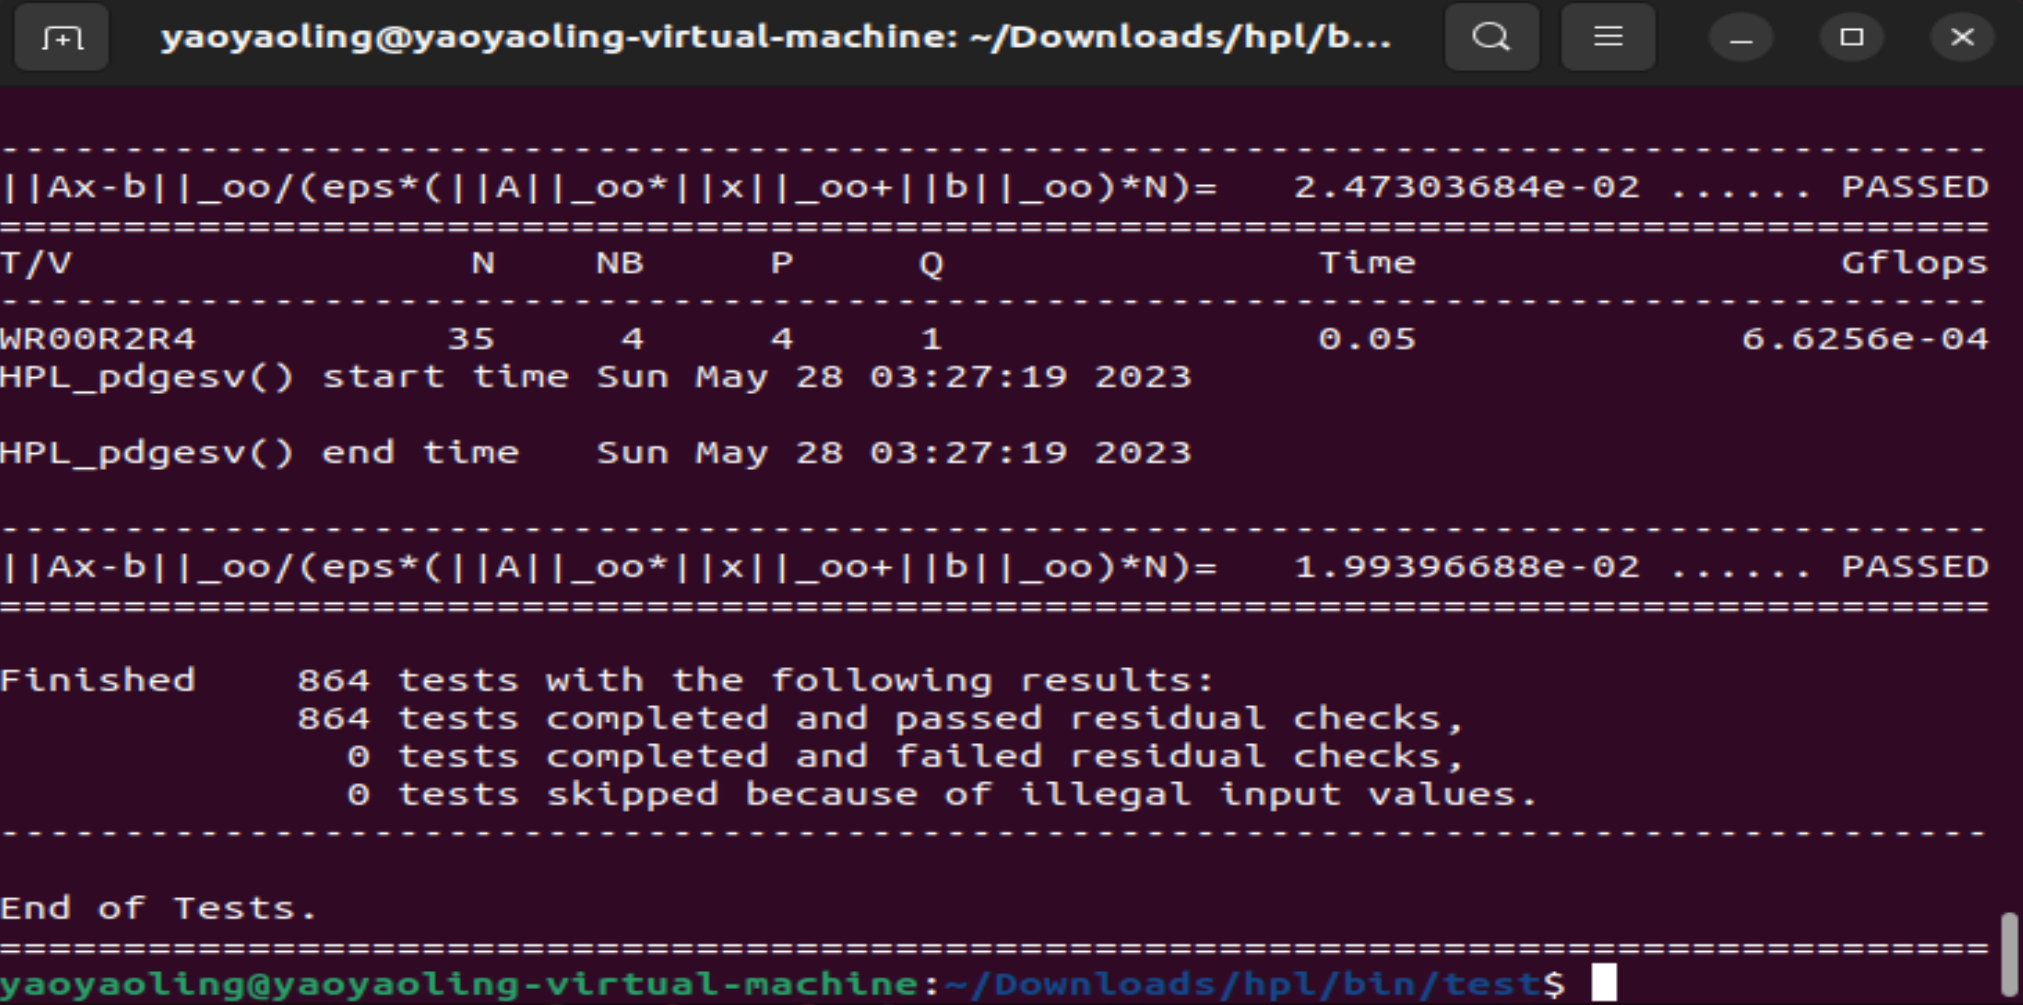 yaoyaoling@yaoyaoling-virtual-machine: ~/Downloads/hpl/b...
--------------------------------------------------------------------------------
||Ax-b||_oo/(eps*(||A||_oo*||x||_oo+||b||_oo)*N)=   2.47303684e-02 ...... PASSED
================================================================================
T/V                N    NB     P     Q               Time                 Gflops
--------------------------------------------------------------------------------
WR00R2R4          35     4     4     1               0.05             6.6256e-04
HPL_pdgesv() start time Sun May 28 03:27:19 2023
HPL_pdgesv() end time   Sun May 28 03:27:19 2023
--------------------------------------------------------------------------------
||Ax-b||_oo/(eps*(||A||_oo*||x||_oo+||b||_oo)*N)=   1.99396688e-02 ...... PASSED
================================================================================
Finished    864 tests with the following results:
            864 tests completed and passed residual checks,
              0 tests completed and failed residual checks,
              0 tests skipped because of illegal input values.
--------------------------------------------------------------------------------
End of Tests.
================================================================================
yaoyaoling@yaoyaoling-virtual-machine:~/Downloads/hpl/bin/test$